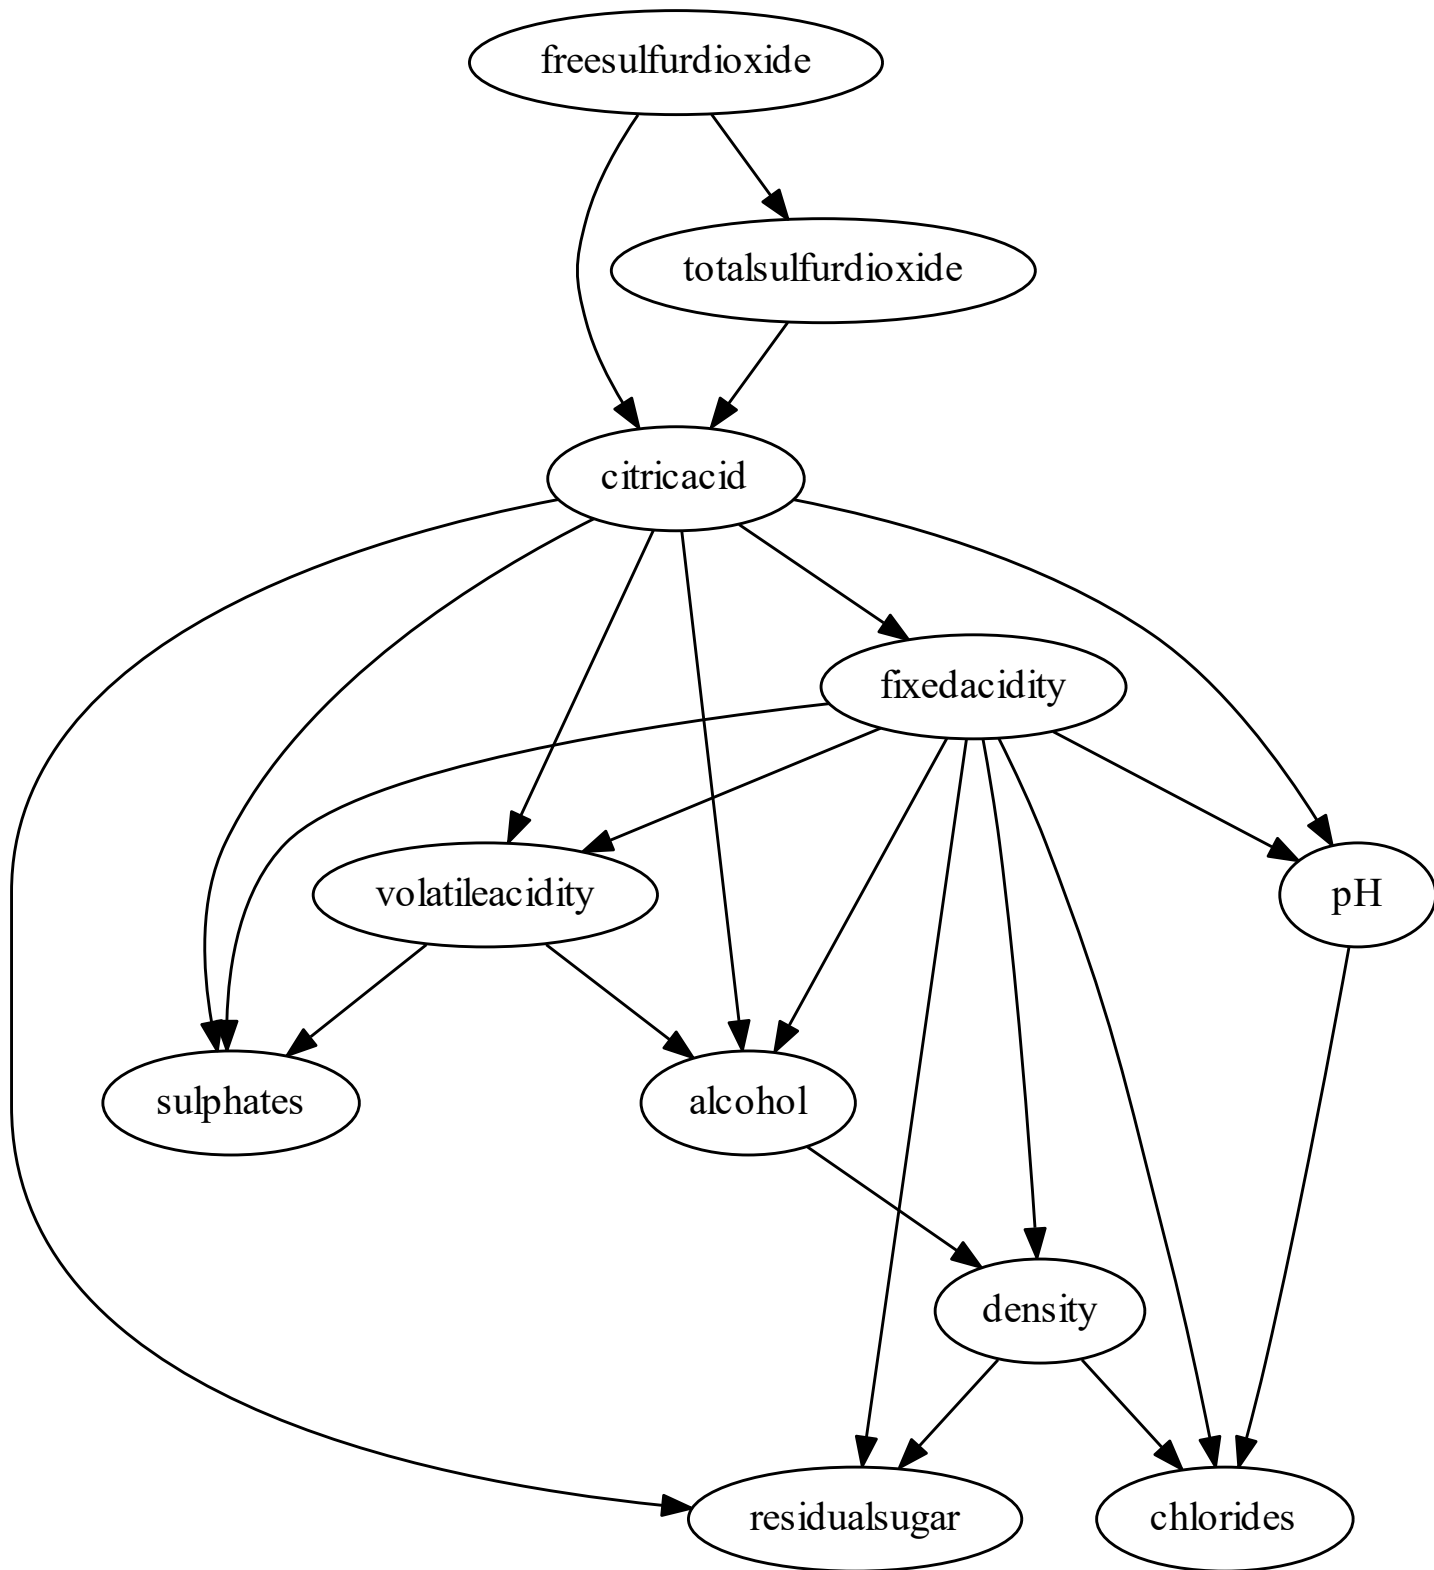 freesulfurdioxide
totalsulfurdioxide
citricacid
fixedacidity
volatileacidity
pH
sulphates
alcohol
density
residualsugar
chlorides